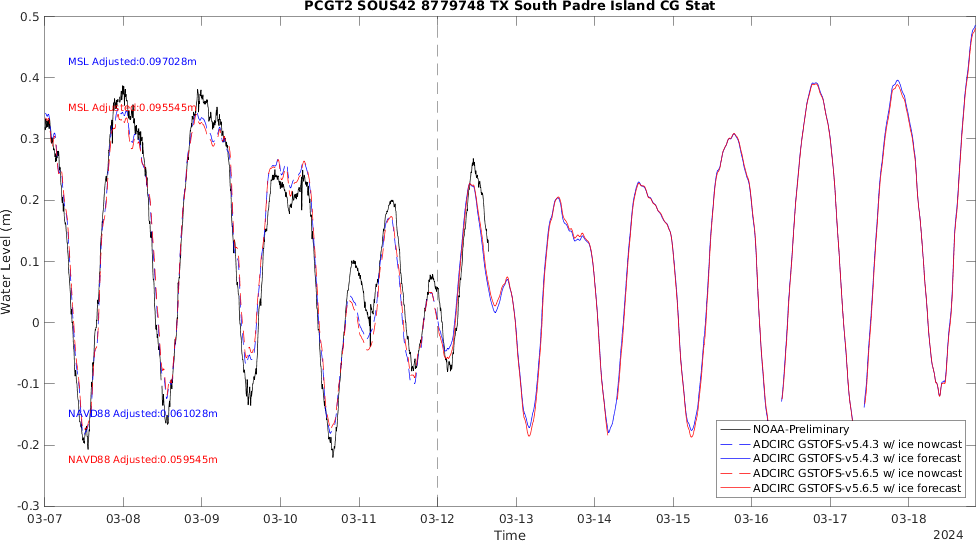 PCGT2 SOUS42 8779748 TX South Padre Island CG Stat
0.5
0.4
0.3
0.2
0.1
0
-0.1
-0.2
-0.3
Water Level (m)
MSL Adjusted:0.097028m
MSL Adjusted:0.095545m
NAVD88 Adjusted:0.061028m
NAVD88 Adjusted:0.059545m
NOAA-Preliminary
ADCIRC GSTOFS-v5.4.3 w/ ice nowcast
ADCIRC GSTOFS-v5.4.3 w/ ice forecast
ADCIRC GSTOFS-v5.6.5 w/ ice nowcast
ADCIRC GSTOFS-v5.6.5 w/ ice forecast
03-07 03-08 03-09 03-10 03-11 03-12 03-13 03-14 03-15 03-16 03-17 03-18
Time
2024